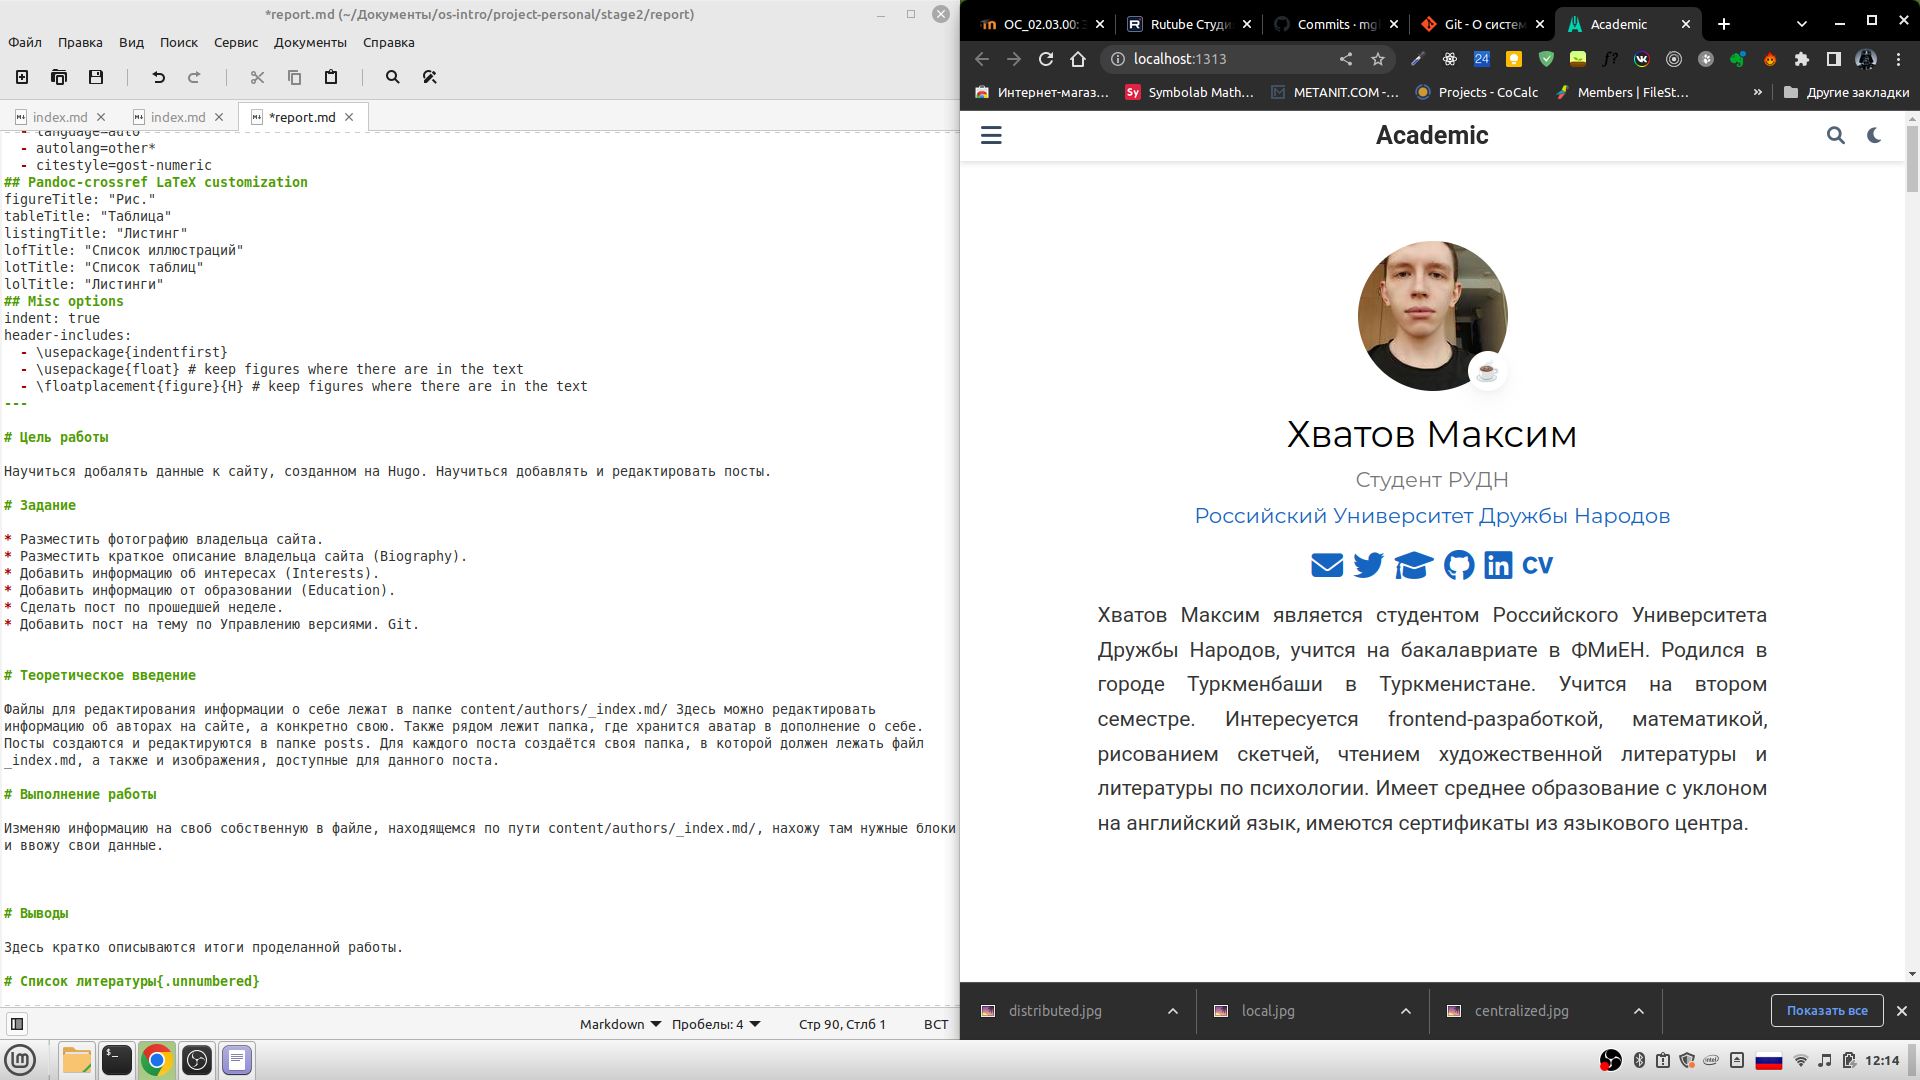 *report.md (~/Документы/os-intro/project-personal/stage2/report)
Файл Правка Вид Поиск Сервис Документы Справка
index.md index.md *report.md
- language=auto
- autolang=other*
- citestyle=gost-numeric
## Pandoc-crossref LaTeX customization
figureTitle: "Рис."
tableTitle: "Таблица"
listingTitle: "Листинг"
lofTitle: "Список иллюстраций"
lotTitle: "Список таблиц"
lolTitle: "Листинги"
## Misc options
indent: true
header-includes:
- \usepackage{indentfirst}
- \usepackage{float} # keep figures where there are in the text
- \floatplacement{figure}{H} # keep figures where there are in the text
---
# Цель работы
Научиться добалять данные к сайту, созданном на Hugo. Научиться добавлять и редактировать посты.
# Задание
* Разместить фотографию владельца сайта.
* Разместить краткое описание владельца сайта (Biography).
* Добавить информацию об интересах (Interests).
* Добавить информацию от образовании (Education).
* Сделать пост по прошедшей неделе.
* Добавить пост на тему по Управлению версиями. Git.
# Теоретическое введение
Файлы для редактирования информации о себе лежат в папке content/authors/_index.md/ Здесь можно редактировать
информацию об авторах на сайте, а конкретно свою. Также рядом лежит папка, где хранится аватар в дополнение о себе.
Посты создаются и редактируются в папке posts. Для каждого поста создаётся своя папка, в которой должен лежать файл
_index.md, а также и изображения, доступные для данного поста.
# Выполнение работы
Изменяю информацию на своб собственную в файле, находящемся по пути content/authors/_index.md/, нахожу там нужные блоки
и ввожу свои данные.
# Выводы
Здесь кратко описываются итоги проделанной работы.
# Список литературы{.unnumbered}
Markdown Пробелы: 4 Стр 90, Стлб 1 ВСТ
ОС_02.03.00: Rutube Студи Commits · mg Git - О систем Academic
localhost:1313
24
f?
Интернет-магаз... Sy Symbolab Math... METANIT.COM -... Projects - CoCalc Members | FileSt... » Другие закладки
Academic
Хватов Максим
Студент РУДН
Российский Университет Дружбы Народов
CV
Хватов Максим является студентом Российского Университета
Дружбы Народов, учится на бакалавриате в ФМиЕН. Родился в
городе Туркменбаши в Туркменистане. Учится на втором
семестре. Интересуется frontend-разработкой, математикой,
рисованием скетчей, чтением художественной литературы и
литературы по психологии. Имеет среднее образование с уклоном
на английский язык, имеются сертификаты из языкового центра.
distributed.jpg local.jpg centralized.jpg Показать все
12:14